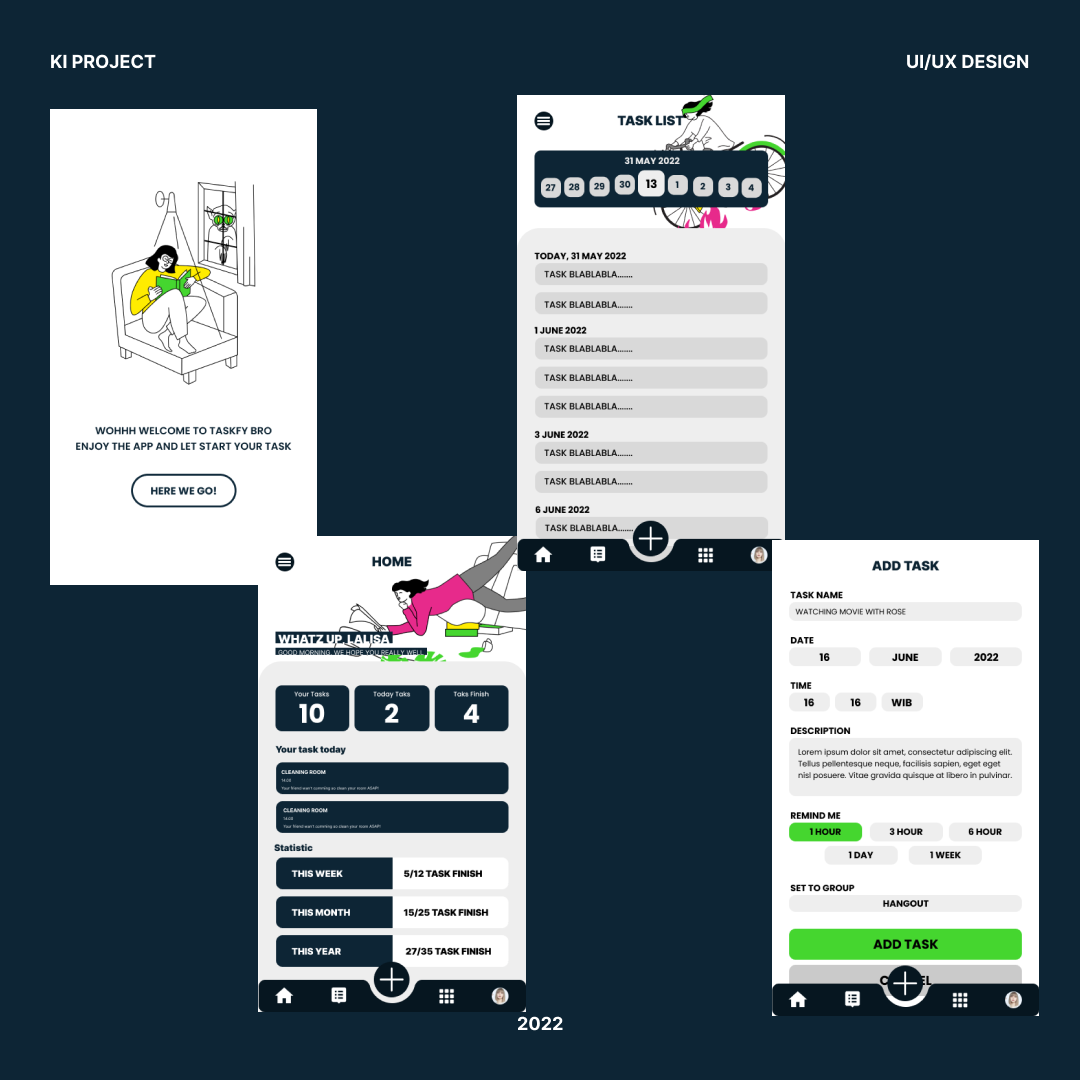 KI PROJECT
UI/UX DESIGN
WOHHH WELCOME TO TASKFY BRO
ENJOY THE APP AND LET START YOUR TASK
HERE WE GO!
TASK LIST
31 MAY 2022
27 28 29 30 13 1 2 3 4
TODAY, 31 MAY 2022
TASK BLABLABLA.......
TASK BLABLABLA.......
1 JUNE 2022
TASK BLABLABLA.......
TASK BLABLABLA.......
TASK BLABLABLA.......
3 JUNE 2022
TASK BLABLABLA.......
TASK BLABLABLA.......
6 JUNE 2022
TASK BLABLABLA.......
HOME
WHATZ UP, LALISA
GOOD MORNING, WE HOPE YOU REALLY WELL
Your Tasks Today Taks Taks Finish
10 2 4
Your task today
CLEANING ROOM
14.00
Your friend wan't cumming so clean your room ASAP!
CLEANING ROOM
14.00
Your friend wan't cumming so clean your room ASAP!
Statistic
THIS WEEK 5/12 TASK FINISH
THIS MONTH 15/25 TASK FINISH
THIS YEAR 27/35 TASK FINISH
ADD TASK
TASK NAME
WATCHING MOVIE WITH ROSE
DATE
16 JUNE 2022
TIME
16 16 WIB
DESCRIPTION
Lorem ipsum dolor sit amet, consectetur adipiscing elit.
Tellus pellentesque neque, facilisis sapien, eget eget
nisl posuere. Vitae gravida quisque at libero in pulvinar.
REMIND ME
1 HOUR 3 HOUR 6 HOUR
1 DAY 1 WEEK
SET TO GROUP
HANGOUT
ADD TASK
2022